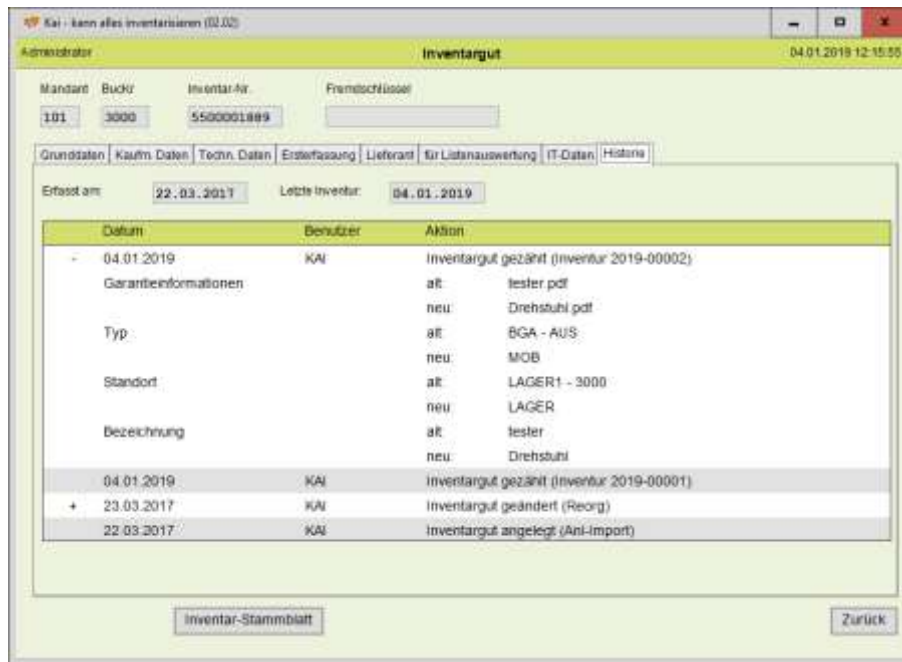 Kai - kann alles inventarisieren (02.02)
Administrator Inventargut 04.01.2019 12:15:55
Mandant BucKr Inventar-Nr. Fremdschlüssel
101 3000 5500001889
Grunddaten Kaufm. Daten Techn. Daten Ersterfassung Lieferant für Listenauswertung IT-Daten Historie
Erfasst am: 22.03.2017 Letzte Inventur: 04.01.2019
Datum Benutzer Aktion
- 04.01.2019 KAI Inventargut gezählt (Inventur 2019-00002)
Garantieinformationen alt: tester.pdf
neu: Drehstuhl.pdf
Typ alt: BGA - AUS
neu: MOB
Standort alt: LAGER1 - 3000
neu: LAGER
Bezeichnung alt: tester
neu: Drehstuhl
04.01.2019 KAI Inventargut gezählt (Inventur 2019-00001)
+ 23.03.2017 KAI Inventargut geändert (Reorg)
22.03.2017 KAI Inventargut angelegt (Anl-Import)
Inventar-Stammblatt Zurück